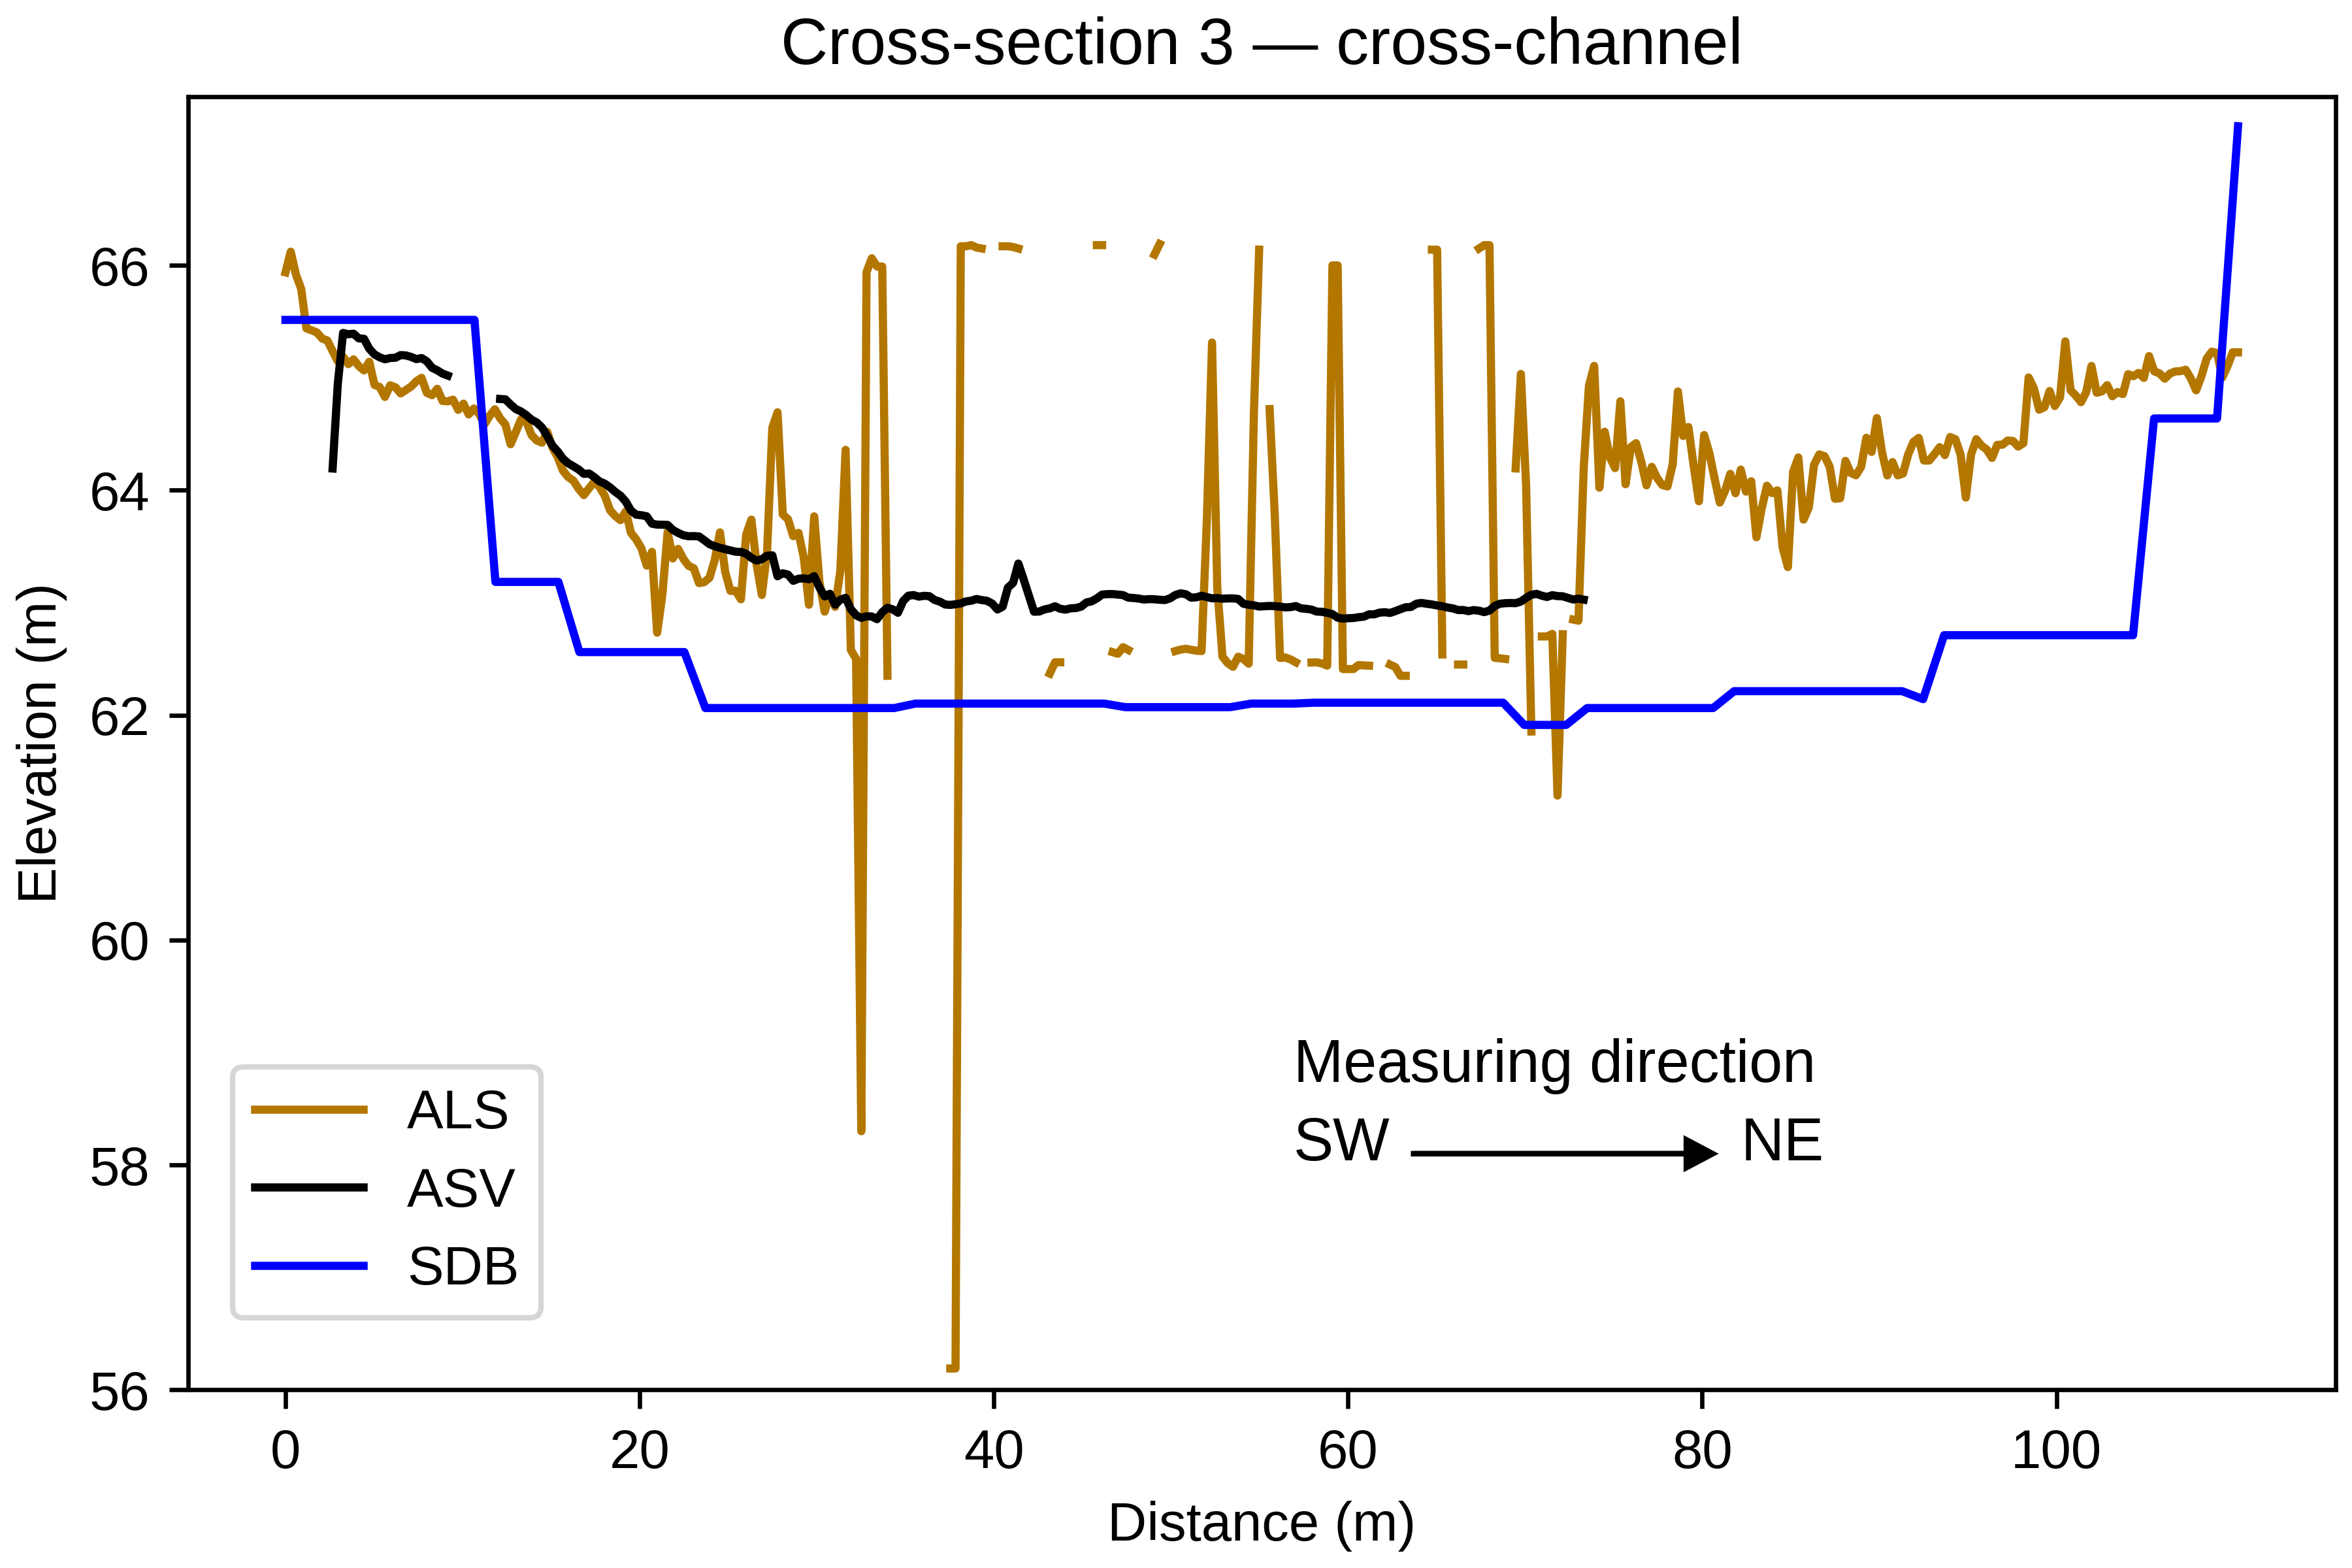 Cross-section 3 — cross-channel
Elevation (m)
66
64
62
60
58
56
0 20 40 60 80 100
Distance (m)
ALS
ASV
SDB
Measuring direction
SW NE